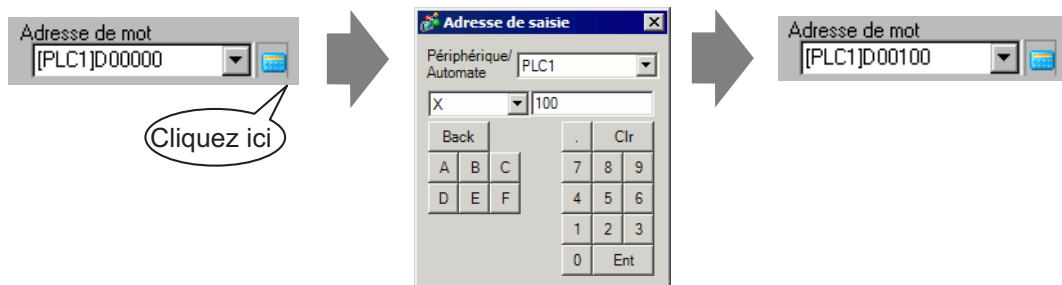 Adresse de mot
[PLC1]D00000
Cliquez ici
Adresse de saisie
Périphérique/
Automate
PLC1
X
100
Back
. Clr
A B C 7 8 9
D E F 4 5 6
1 2 3
0 Ent
Adresse de mot
[PLC1]D00100